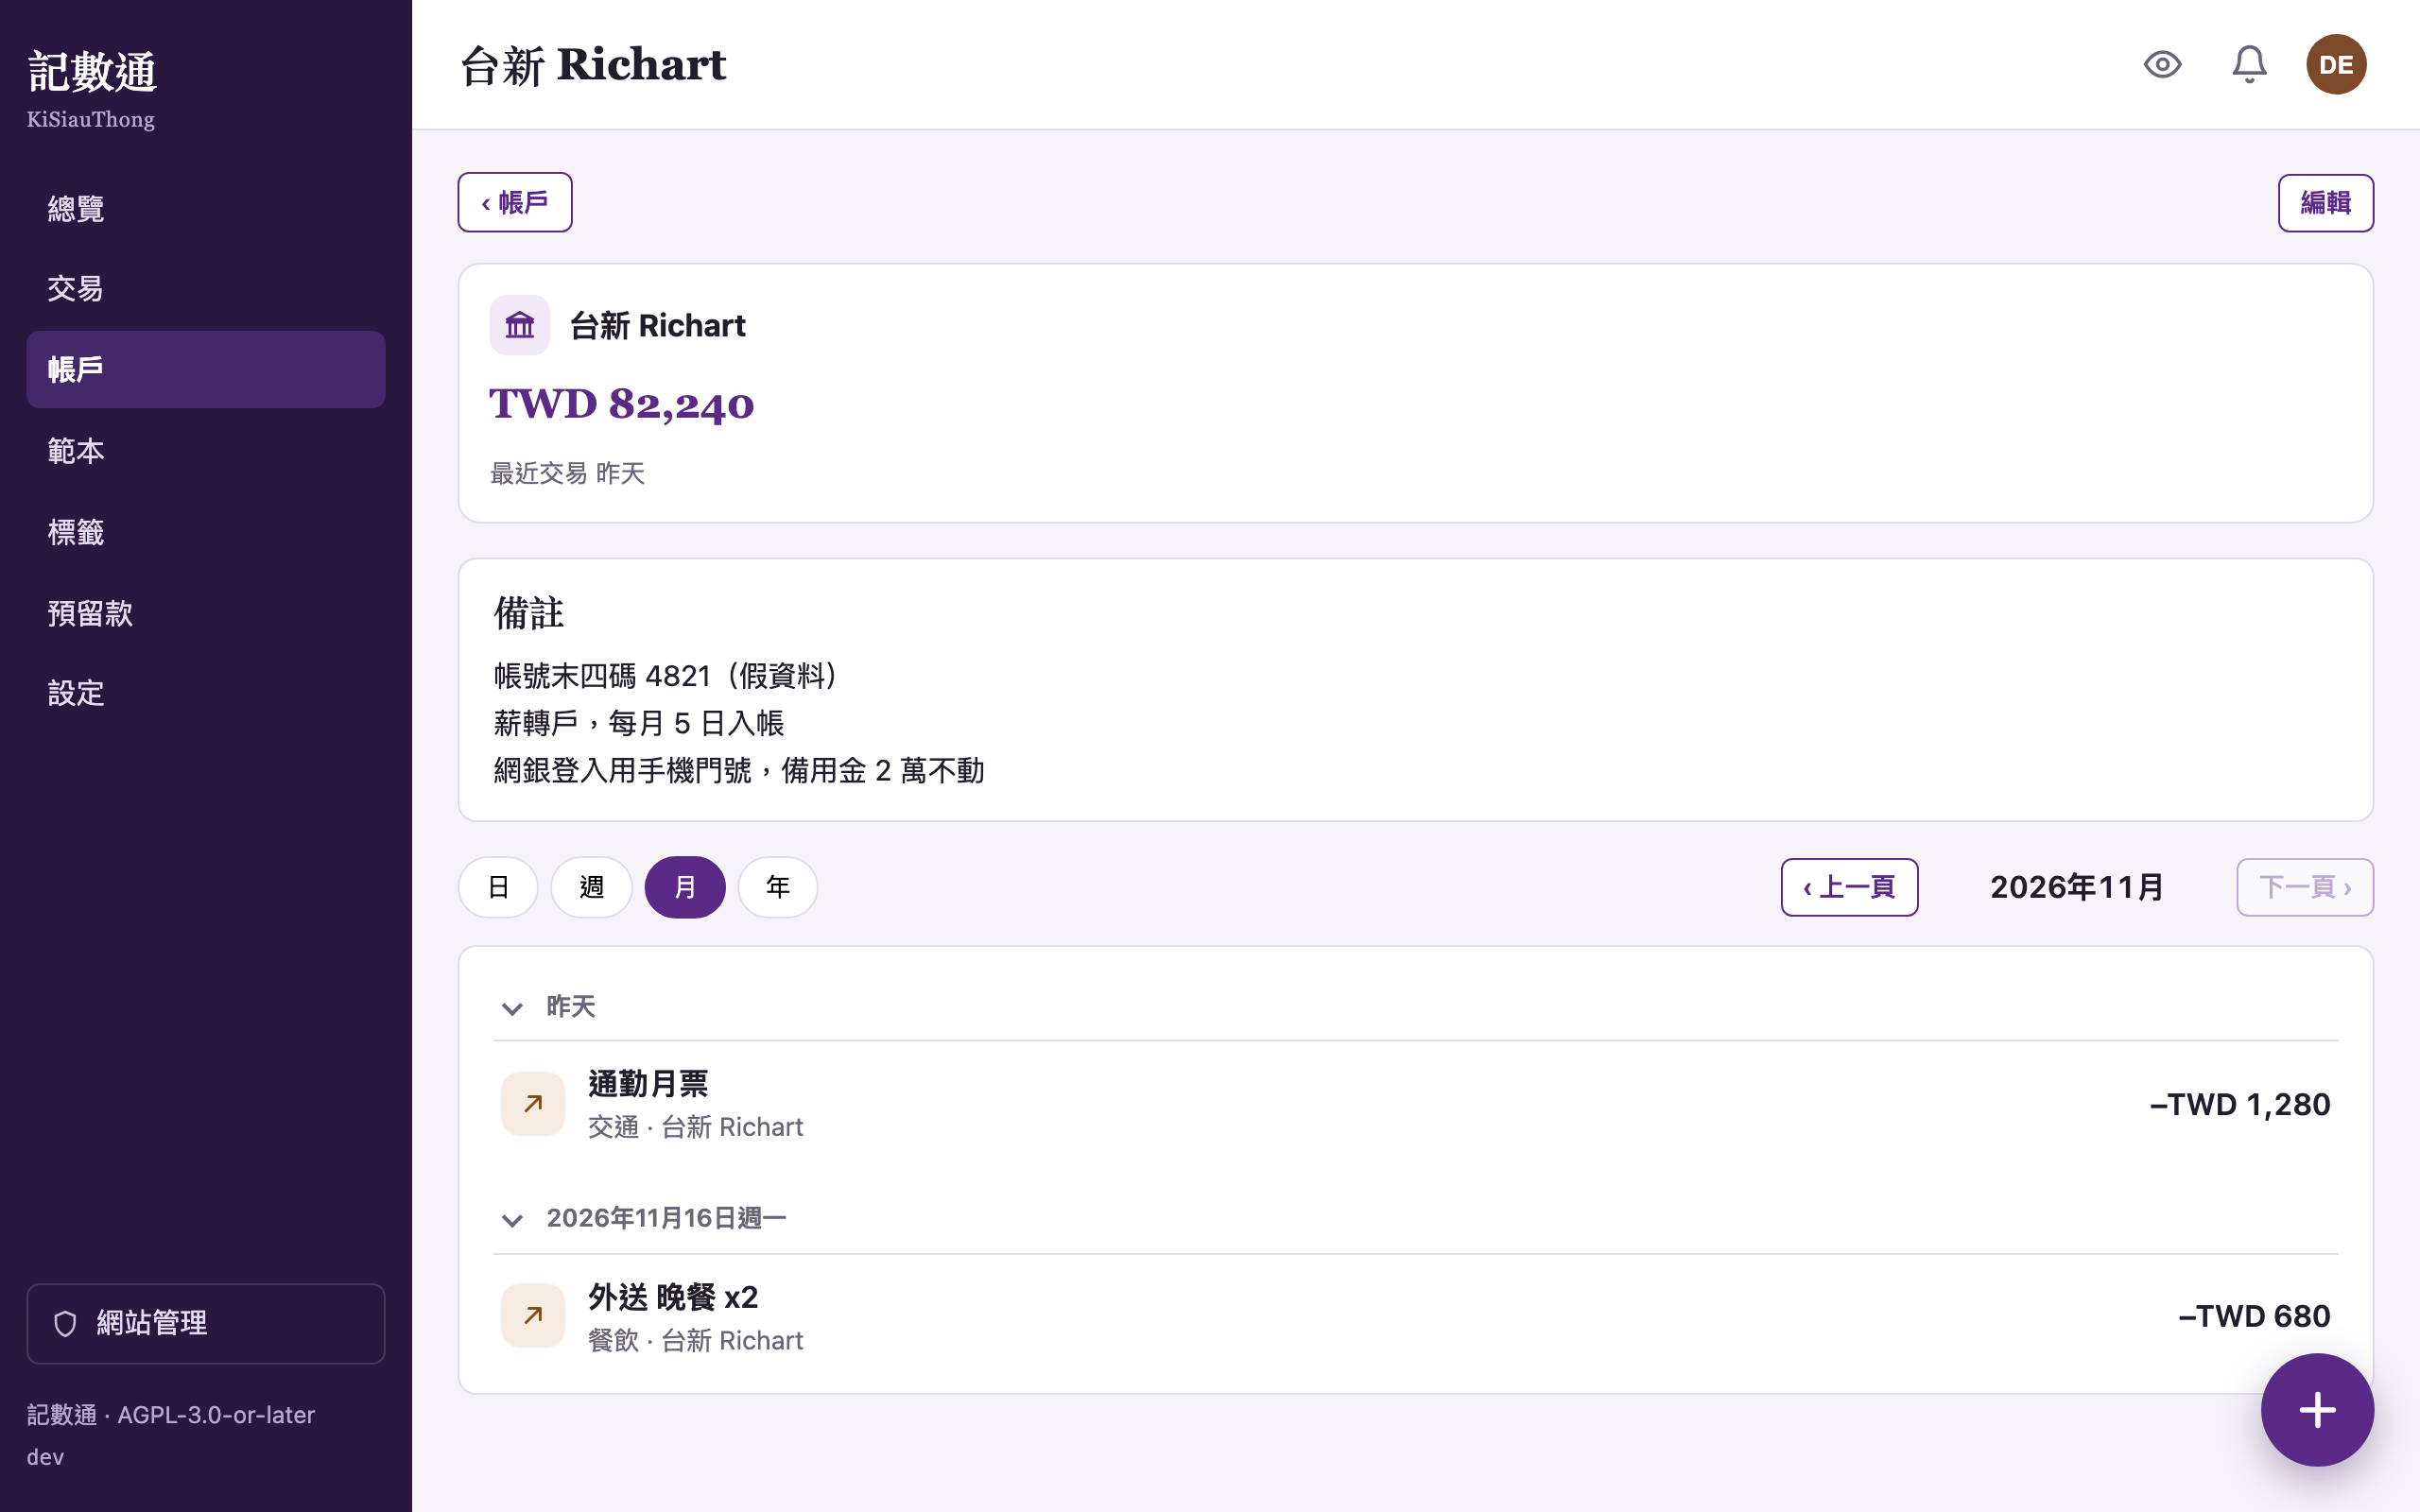 記數通
KiSiauThong
總覽
交易
帳戶
範本
標籤
預留款
設定
網站管理
記數通 · AGPL-3.0-or-later
dev
台新 Richart
DE
‹ 帳戶
編輯
台新 Richart
TWD 82,240
最近交易 昨天
備註
帳號末四碼 4821（假資料）
薪轉戶，每月 5 日入帳
網銀登入用手機門號，備用金 2 萬不動
日 週 月 年
‹ 上一頁 2026年11月 下一頁 ›
昨天
通勤月票
交通 · 台新 Richart
–TWD 1,280
2026年11月16日週一
外送 晚餐 x2
餐飲 · 台新 Richart
–TWD 680